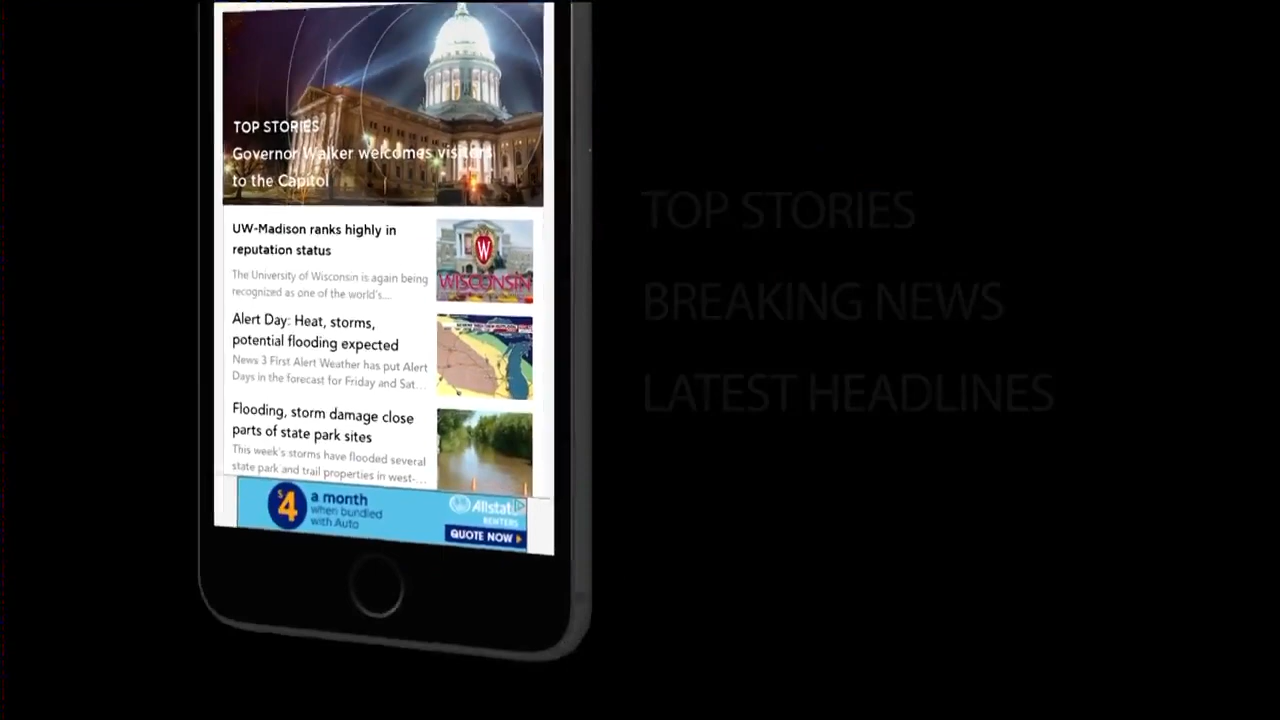 TOP STORIES
Governor Walker welcomes visitors
to the Capitol
UW-Madison ranks highly in
reputation status
The University of Wisconsin is again being
recognized as one of the world's...
W
WISCONSIN
Alert Day: Heat, storms,
potential flooding expected
News 3 First Alert Weather has put Alert
Days in the forecast for Friday and Sat...
Flooding, storm damage close
parts of state park sites
This week's storms have flooded several
state park and trail properties in west-...
$4
a month
when bundled
with Auto
Allstat
RENTERS
QUOTE NOW
TOP STORIES
BREAKING NEWS
LATEST HEADLINES